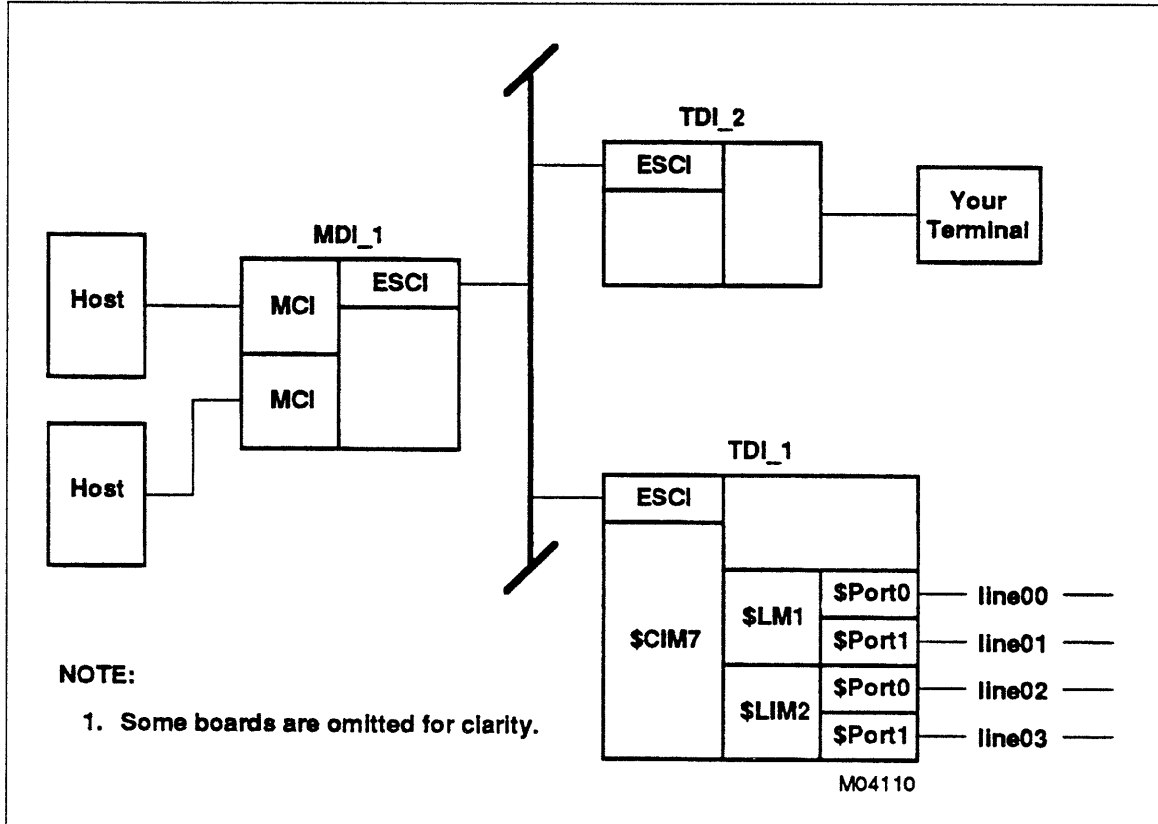 TDI_2
ESCI
Your
Terminal
MDI_1
Host
MCI
ESCI
MCI
Host
TDI_1
ESCI
$CIM7
$LM1
$Port0
line00
$Port1
line01
$LIM2
$Port0
line02
$Port1
line03
NOTE:
1. Some boards are omitted for clarity.
M04110